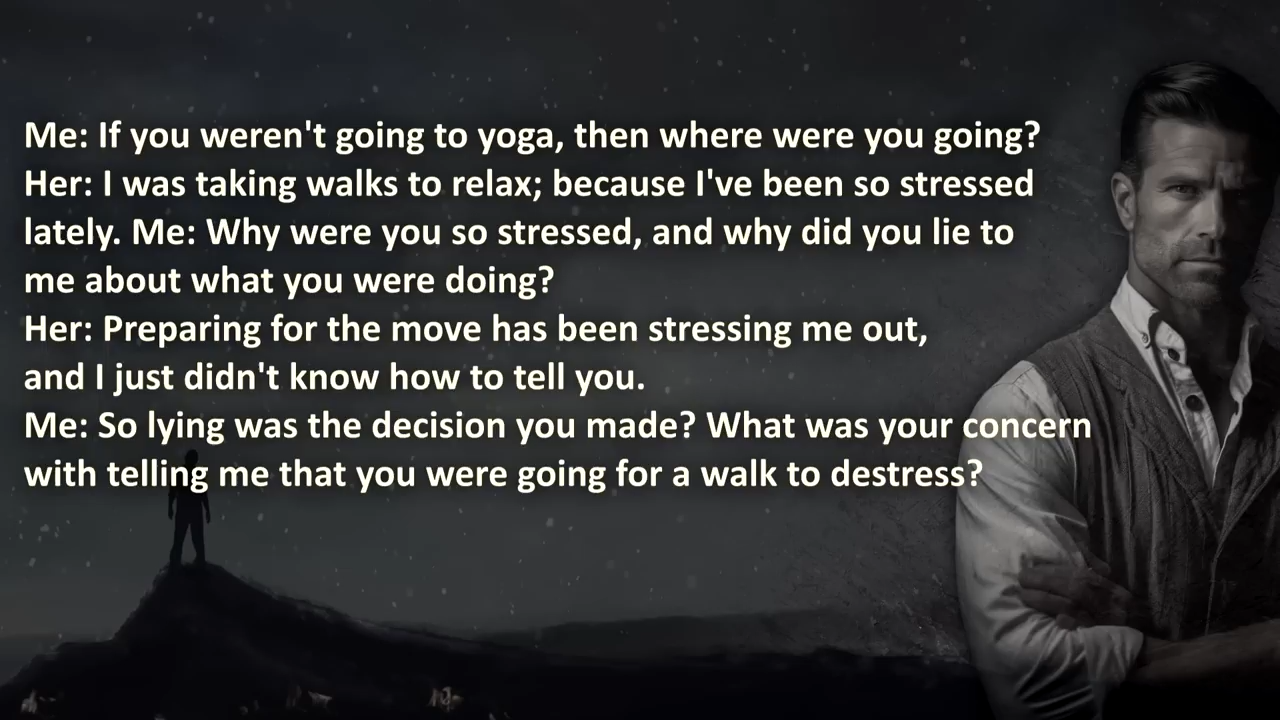 Me: If you weren't going to yoga, then where were you going?
Her: I was taking walks to relax; because I've been so stressed
lately. Me: Why were you so stressed, and why did you lie to
me about what you were doing?
Her: Preparing for the move has been stressing me out,
and I just didn't know how to tell you.
Me: So lying was the decision you made? What was your concern
with telling me that you were going for a walk to destress?